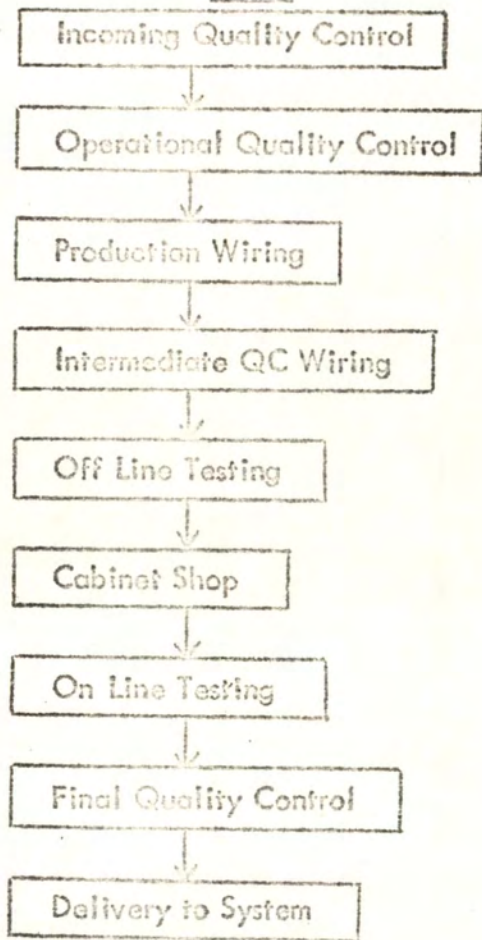 Incoming Quality Control
Operational Quality Control
Production Wiring
Intermediate QC Wiring
Off Line Testing
Cabinet Shop
On Line Testing
Final Quality Control
Delivery to System